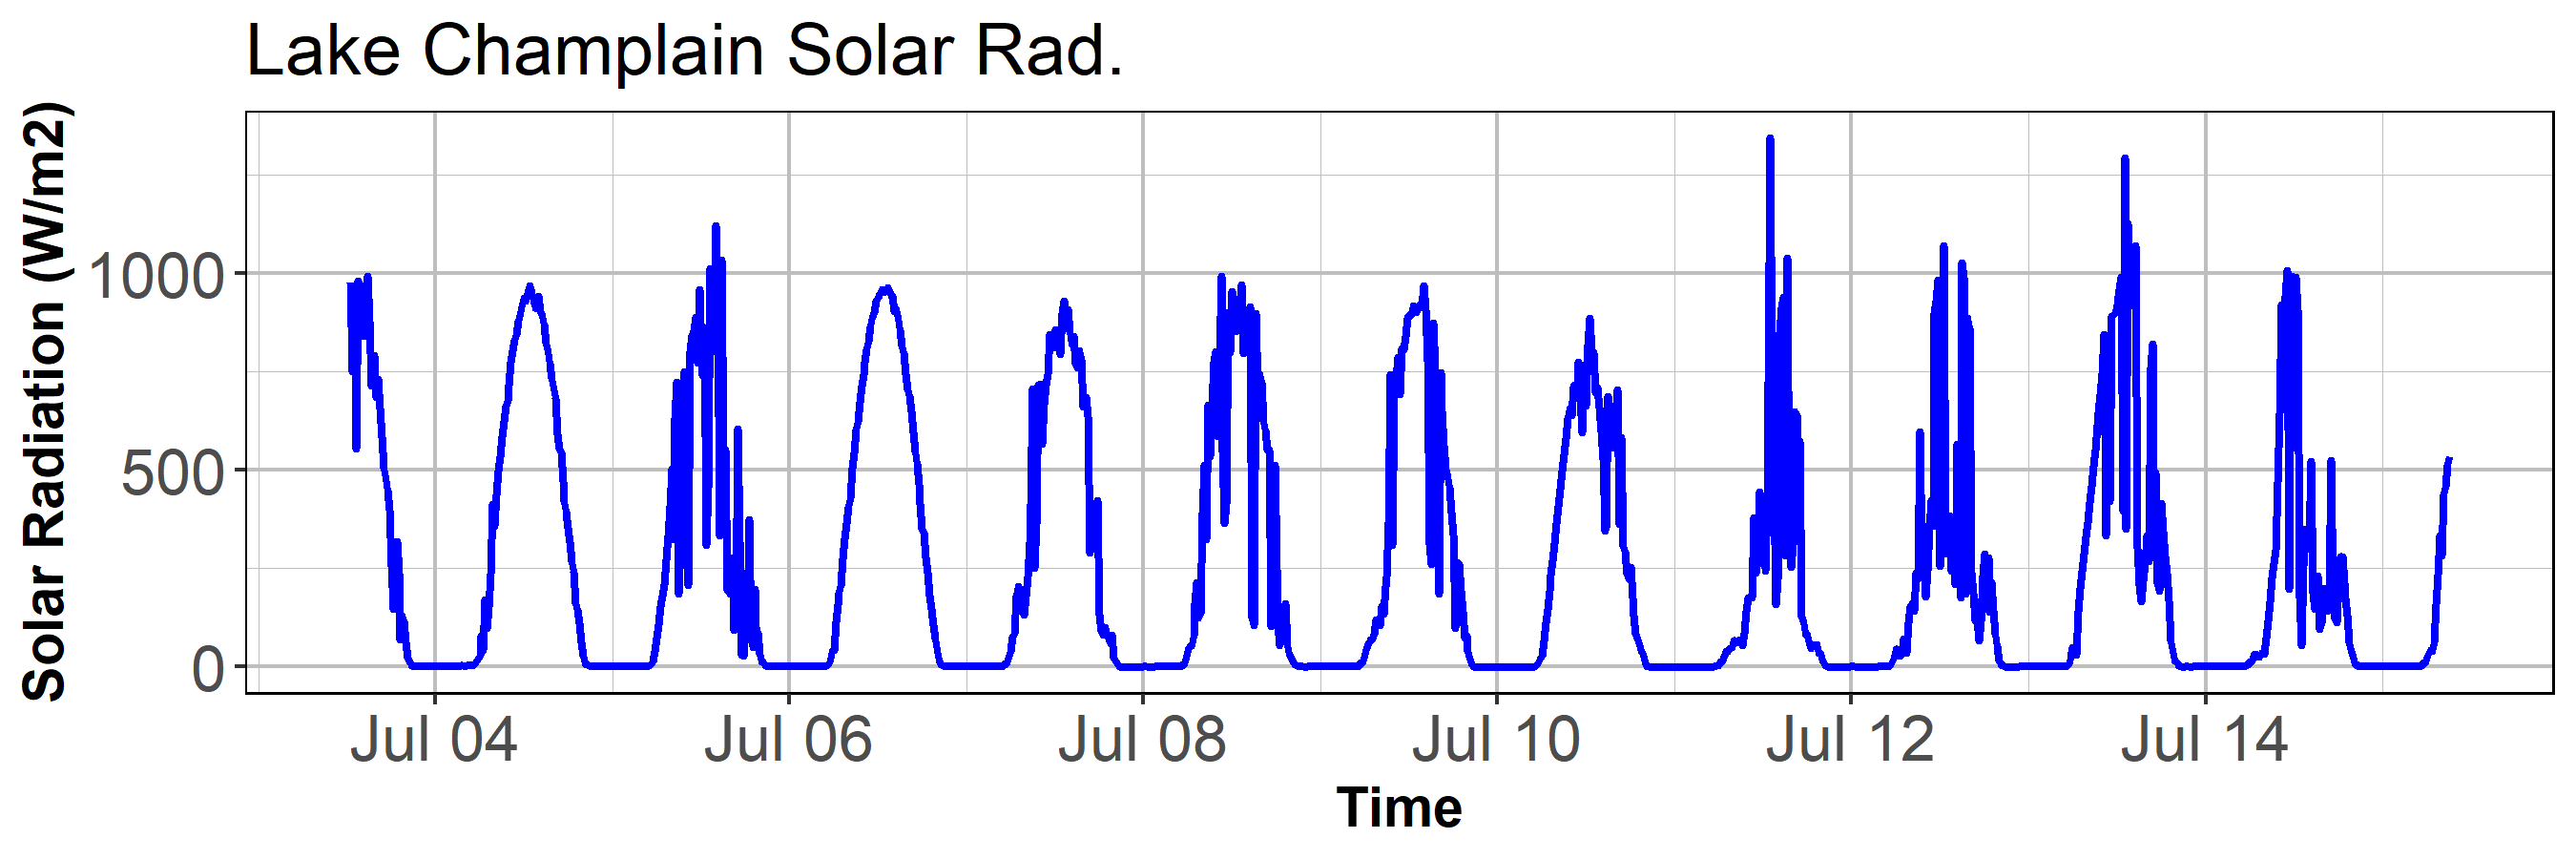 Lake Champlain Solar Rad.
Solar Radiation (W/m2)
1000
500
0
Jul 04 Jul 06 Jul 08 Jul 10 Jul 12 Jul 14
Time